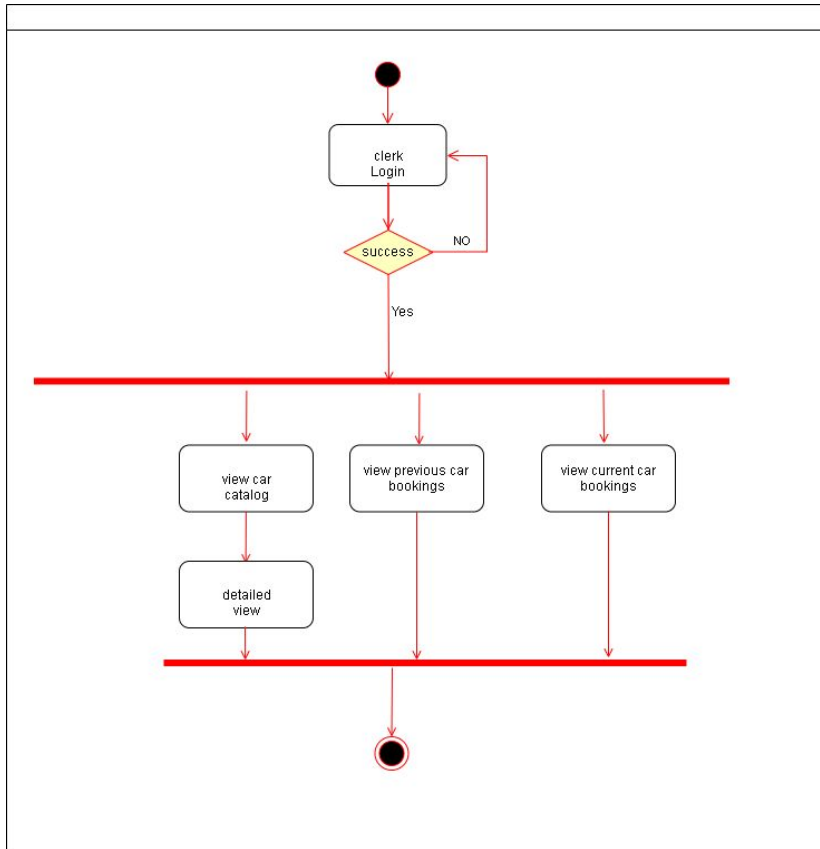 clerk
Login
success
NO
Yes
view car
catalog
view previous car
bookings
view current car
bookings
detailed
view